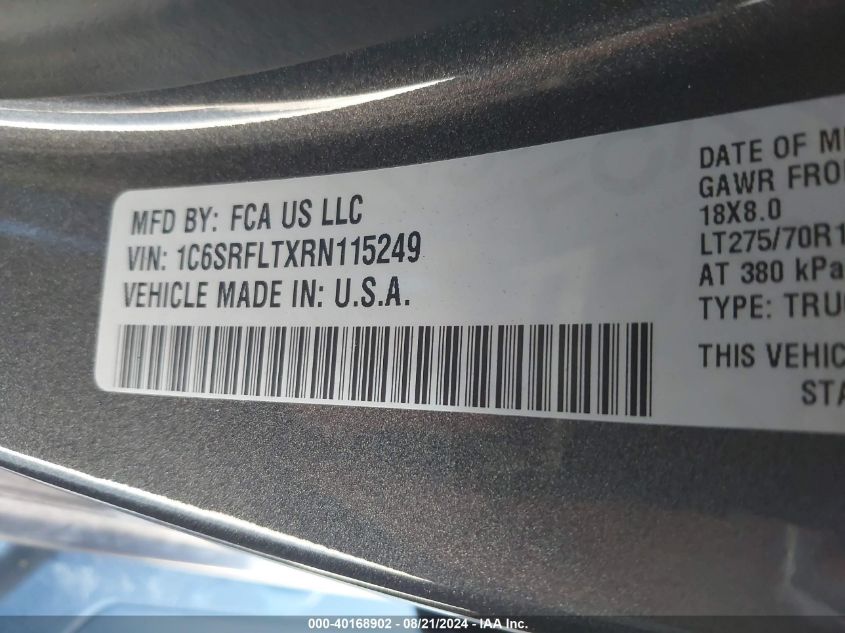 MFD BY: FCA US LLC
VIN: 1C6SRFLTXRN115249
VEHICLE MADE IN: U.S.A.
DATE OF M
GAWR FRO
18X8.0
LT275/70R1
AT 380 kPa
TYPE: TRU
THIS VEHIC
STA
000-40168902 - 08/21/2024 - IAA Inc.